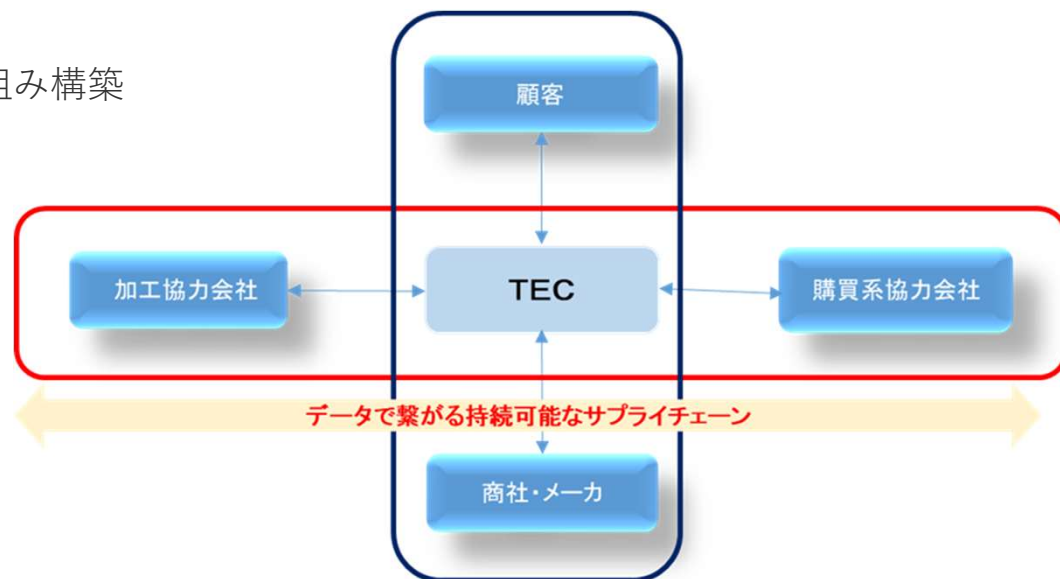 組み構築
顧客
加工協力会社
TEC
購買系協力会社
データで繋がる持続可能なサプライチェーン
商社・メーカ